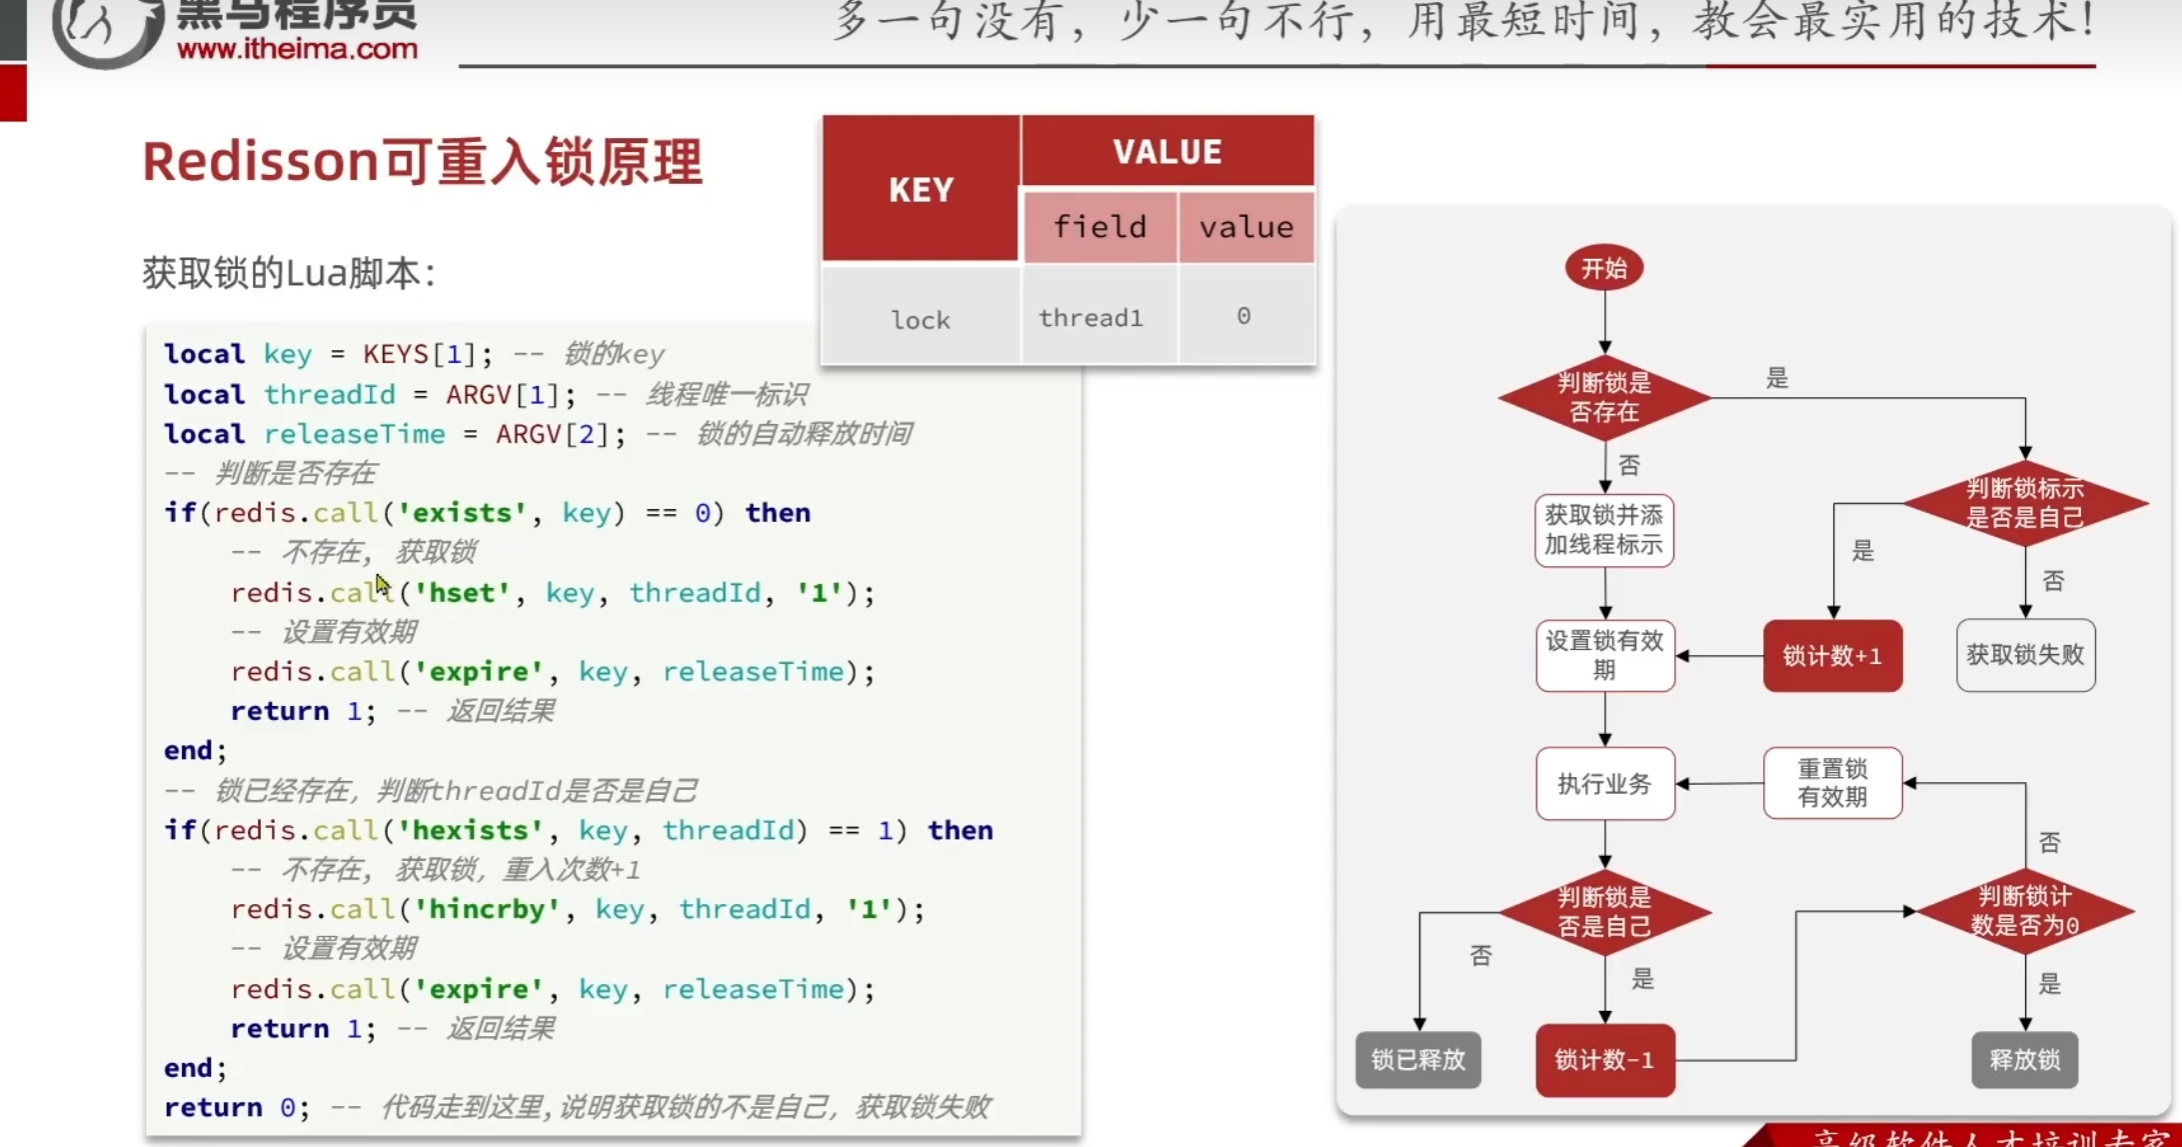 黑马程序员
www.itheima.com
多一句没有，少一句不行，用最短时间，教会最实用的技术！
Redisson可重入锁原理
KEY
VALUE
field
value
lock
thread1
0
获取锁的Lua脚本：
local key = KEYS[1]; -- 锁的key
local threadId = ARGV[1]; -- 线程唯一标识
local releaseTime = ARGV[2]; -- 锁的自动释放时间
-- 判断是否存在
if(redis.call('exists', key) == 0) then
    -- 不存在, 获取锁
    redis.call('hset', key, threadId, '1');
    -- 设置有效期
    redis.call('expire', key, releaseTime);
    return 1; -- 返回结果
end;
-- 锁已经存在，判断threadId是否是自己
if(redis.call('hexists', key, threadId) == 1) then
    -- 不存在, 获取锁，重入次数+1
    redis.call('hincrby', key, threadId, '1');
    -- 设置有效期
    redis.call('expire', key, releaseTime);
    return 1; -- 返回结果
end;
return 0; -- 代码走到这里,说明获取锁的不是自己，获取锁失败
开始
判断锁是
否存在
是
否
判断锁标示
是否是自己
获取锁并添
加线程标示
是
否
设置锁有效
期
锁计数+1
获取锁失败
执行业务
重置锁
有效期
否
判断锁是
否是自己
判断锁计
数是否为0
否
是
是
锁已释放
锁计数-1
释放锁
高级软件人才培训专家